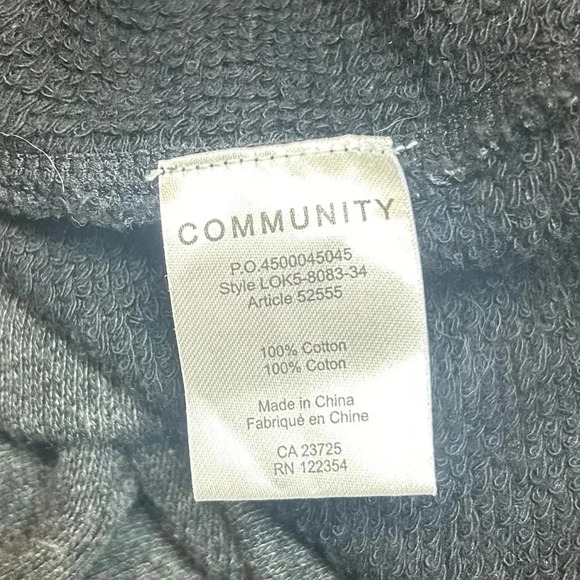 COMMUNITY
P.O.4500045045
Style LOK5-8083-34
Article 52555
100% Cotton
100% Coton
Made in China
Fabriqué en Chine
CA 23725
RN 122354